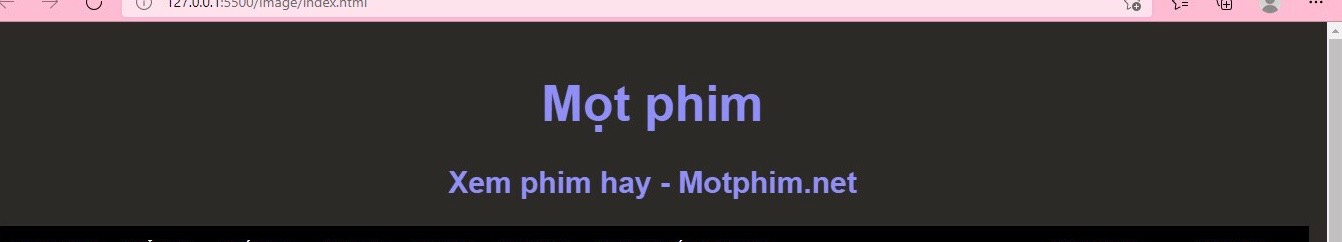 127.0.0.1:5500/image/index.html
Mọt phim
Xem phim hay - Motphim.net